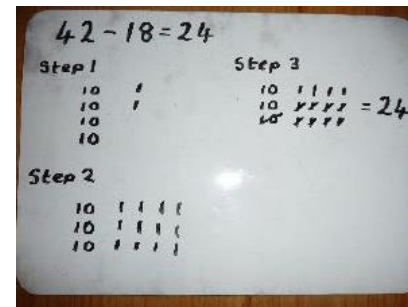 42 - 18 = 24
Step 1
10 ı
10 ı
10
10
Step 2
10 ı ı ı ı
10 ı ı ı ı
10 ı ı ı ı
Step 3
10 ı ı ı ı
10 x x x x = 24
10 x x x x